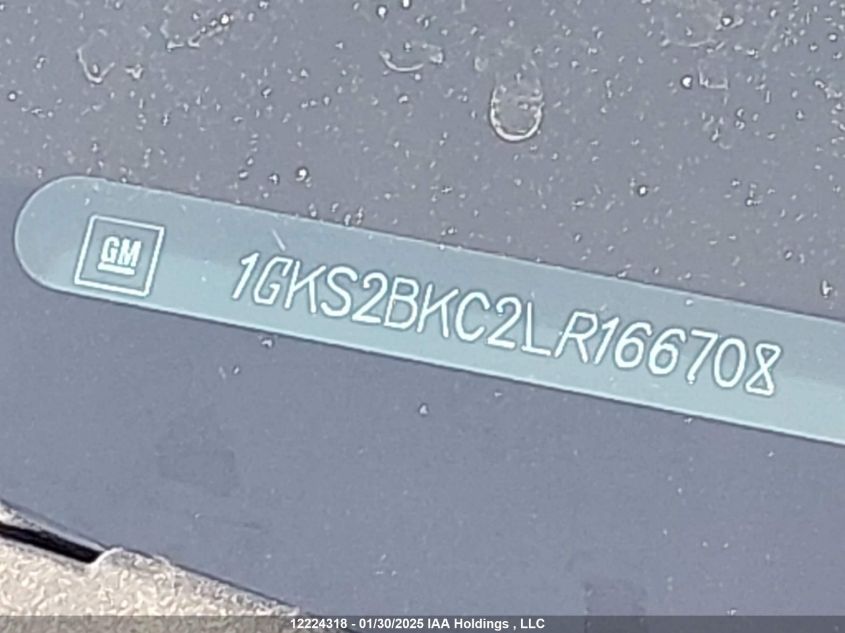 GM
1GKS2BKC2LR166708
12224318 - 01/30/2025 IAA Holdings , LLC